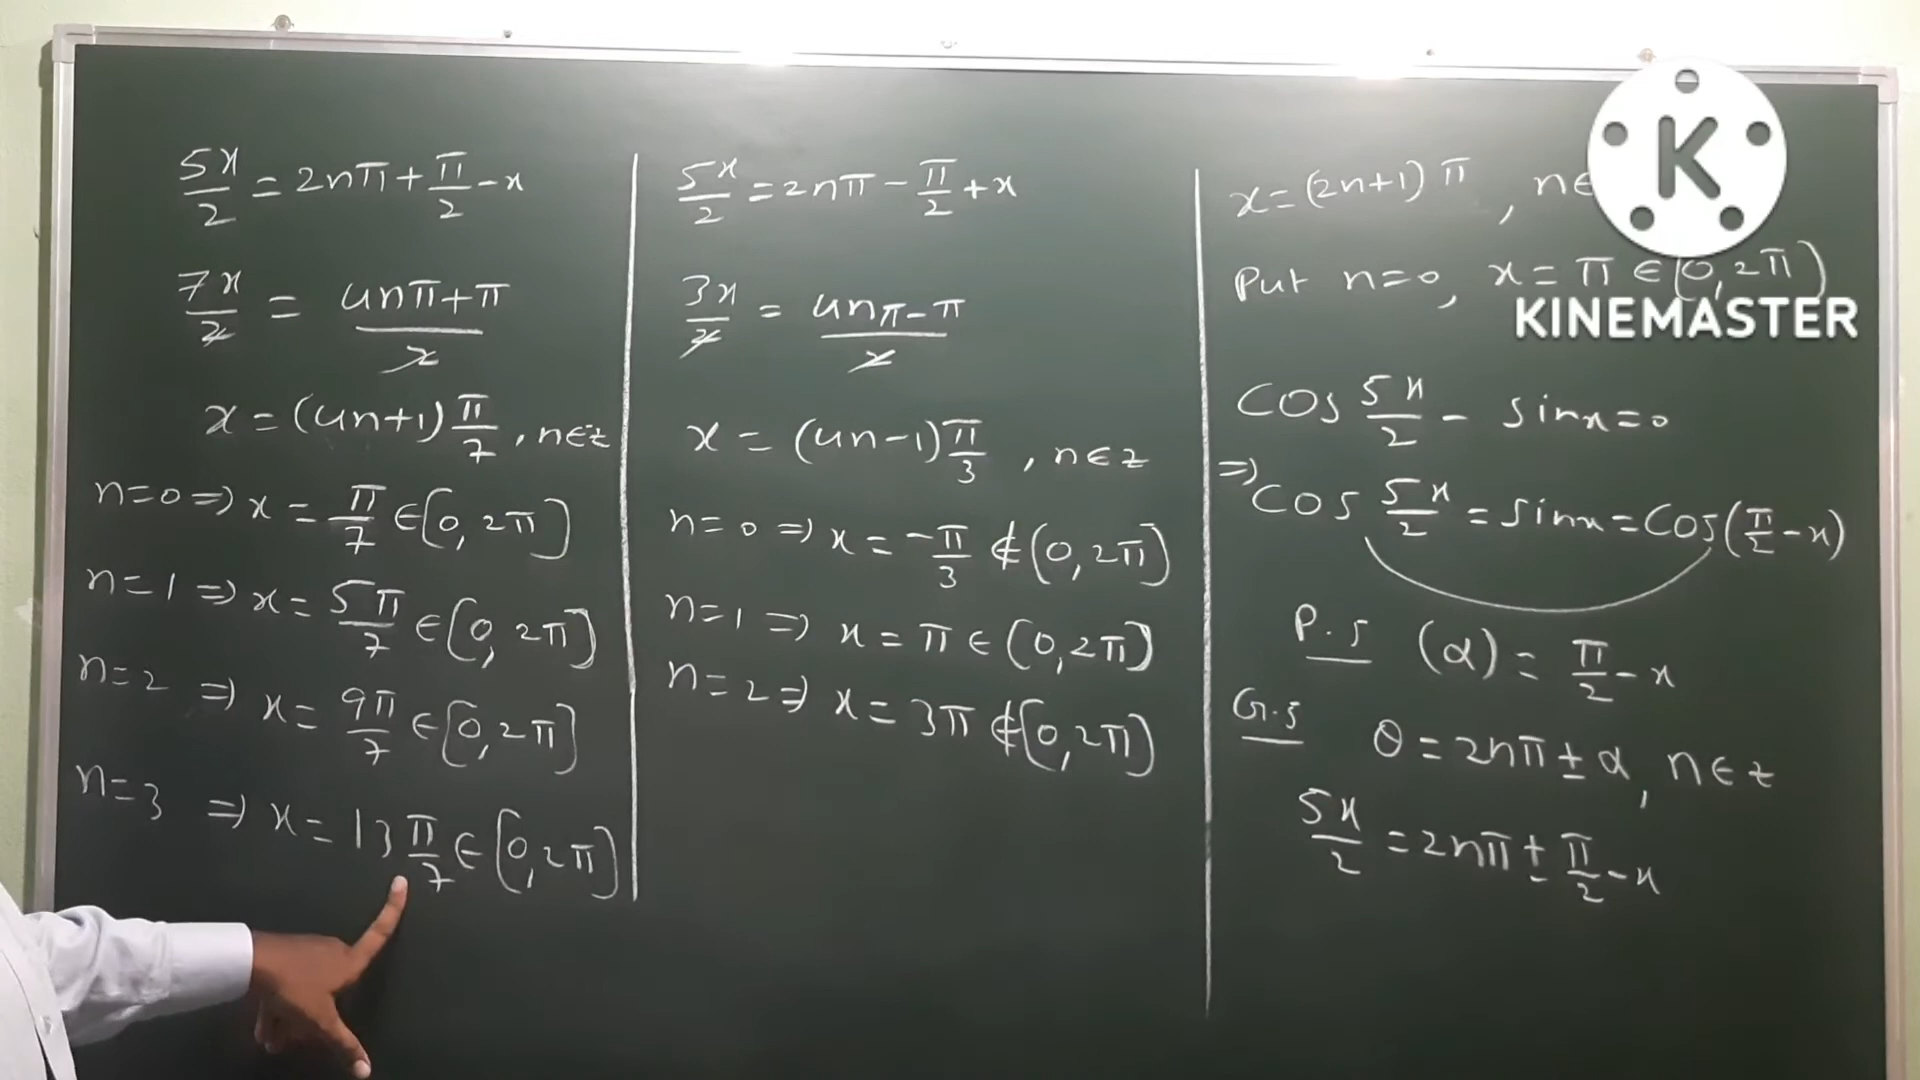 5x/2 = 2nπ + π/2 - x
7x/2 = 4nπ + π/2
x = (4n+1) π/7, n∈z
n=0 ⇒ x = π/7 ∈ [0, 2π]
n=1 ⇒ x = 5π/7 ∈ [0, 2π]
n=2 ⇒ x = 9π/7 ∈ [0, 2π]
n=3 ⇒ x = 13 π/7 ∈ [0, 2π]
5x/2 = 2nπ - π/2 + x
3x/2 = 4nπ - π/2
x = (4n-1) π/3, n∈z
n=0 ⇒ x = -π/3 ∉ (0, 2π]
n=1 ⇒ x = π ∈ (0, 2π]
n=2 ⇒ x = 3π ∉ [0, 2π]
x = (2n+1) π, n∈
Put n=0, x = π ∈ (0, 2π)
Cos 5x/2 - sinx = 0
⇒ Cos 5x/2 = sinx = Cos(π/2 - x)
P.S (α) = π/2 - x
G.S θ = 2nπ ± α, n∈z
5x/2 = 2nπ ± π/2 - x
K
KINEMASTER